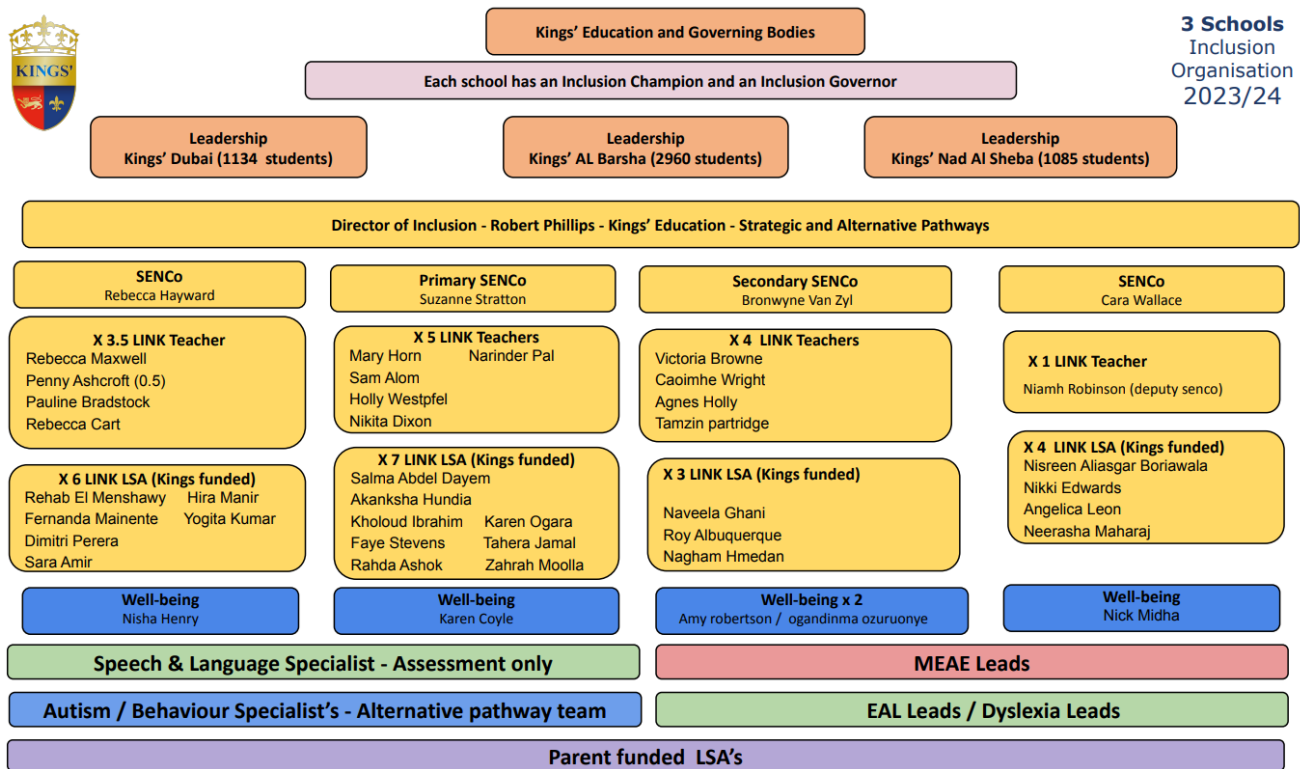 KINGS'
Kings' Education and Governing Bodies
3 Schools
Inclusion
Organisation
2023/24
Each school has an Inclusion Champion and an Inclusion Governor
Leadership
Kings' Dubai (1134 students)
Leadership
Kings' AL Barsha (2960 students)
Leadership
Kings' Nad Al Sheba (1085 students)
Director of Inclusion - Robert Phillips - Kings' Education - Strategic and Alternative Pathways
SENCo
Rebecca Hayward
X 3.5 LINK Teacher
Rebecca Maxwell
Penny Ashcroft (0.5)
Pauline Bradstock
Rebecca Cart
X 6 LINK LSA (Kings funded)
Rehab El Menshawy Hira Manir
Fernanda Mainente Yogita Kumar
Dimitri Perera
Sara Amir
Well-being
Nisha Henry
Primary SENCo
Suzanne Stratton
X 5 LINK Teachers
Mary Horn Narinder Pal
Sam Alom
Holly Westpfel
Nikita Dixon
X 7 LINK LSA (Kings funded)
Salma Abdel Dayem
Akanksha Hundia
Kholoud Ibrahim Karen Ogara
Faye Stevens Tahera Jamal
Rahda Ashok Zahrah Moolla
Well-being
Karen Coyle
Secondary SENCo
Bronwyne Van Zyl
X 4 LINK Teachers
Victoria Browne
Caoimhe Wright
Agnes Holly
Tamzin partridge
X 3 LINK LSA (Kings funded)
Naveela Ghani
Roy Albuquerque
Nagham Hmedan
Well-being x 2
Amy robertson / ogandinma ozuruonye
SENCo
Cara Wallace
X 1 LINK Teacher
Niamh Robinson (deputy senco)
X 4 LINK LSA (Kings funded)
Nisreen Aliasgar Boriawala
Nikki Edwards
Angelica Leon
Neerasha Maharaj
Well-being
Nick Midha
Speech & Language Specialist - Assessment only
MEAE Leads
Autism / Behaviour Specialist's - Alternative pathway team
EAL Leads / Dyslexia Leads
Parent funded LSA's